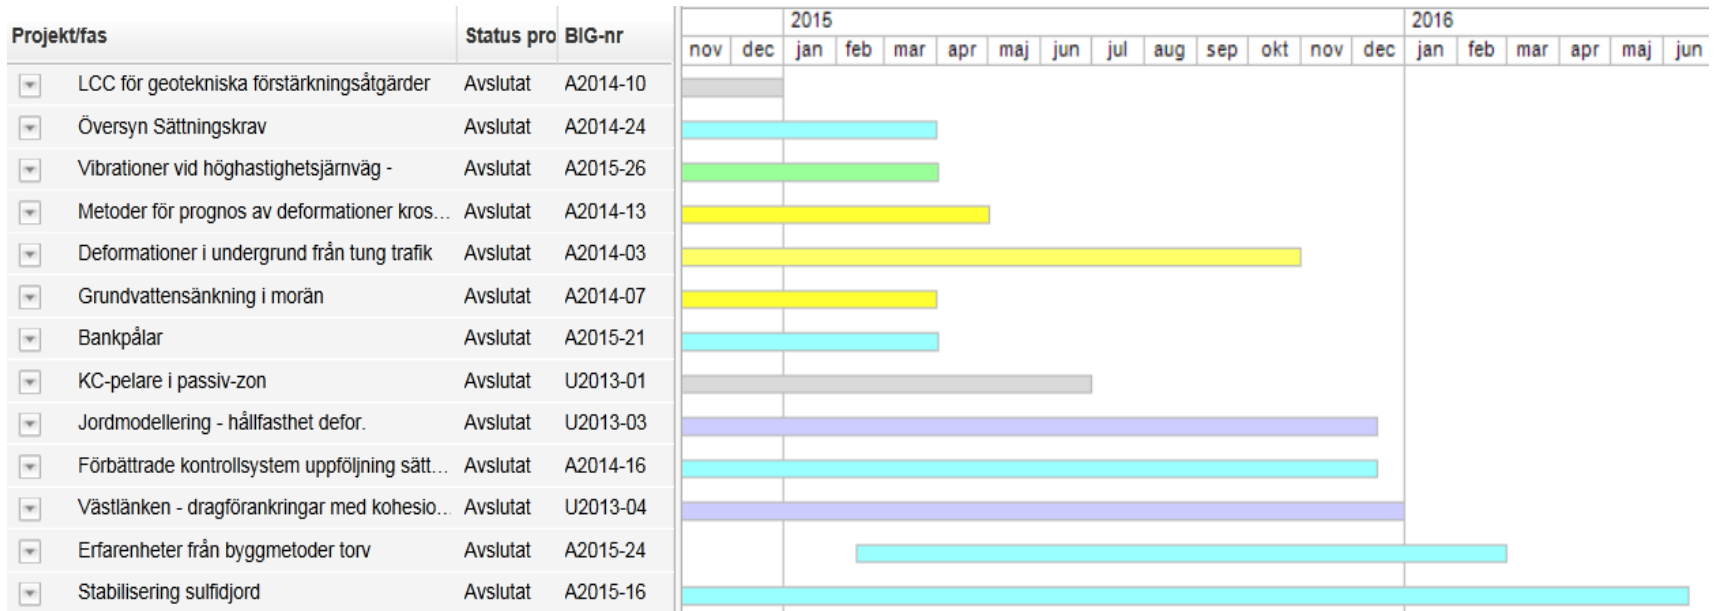 2015 2016
Projekt/fas Status pro BIG-nr
nov dec jan feb mar apr maj jun jul aug sep okt nov dec jan feb mar apr maj jun
LCC för geotekniska förstärkningsåtgärder Avslutat A2014-10
Översyn Sättningskrav Avslutat A2014-24
Vibrationer vid höghastighetsjärnväg - Avslutat A2015-26
Metoder för prognos av deformationer kros... Avslutat A2014-13
Deformationer i undergrund från tung trafik Avslutat A2014-03
Grundvattensänkning i morän Avslutat A2014-07
Bankpålar Avslutat A2015-21
KC-pelare i passiv-zon Avslutat U2013-01
Jordmodellering - hållfasthet defor. Avslutat U2013-03
Förbättrade kontrollsystem uppföljning sätt... Avslutat A2014-16
Västlänken - dragförankringar med kohesio... Avslutat U2013-04
Erfarenheter från byggmetoder torv Avslutat A2015-24
Stabilisering sulfidjord Avslutat A2015-16